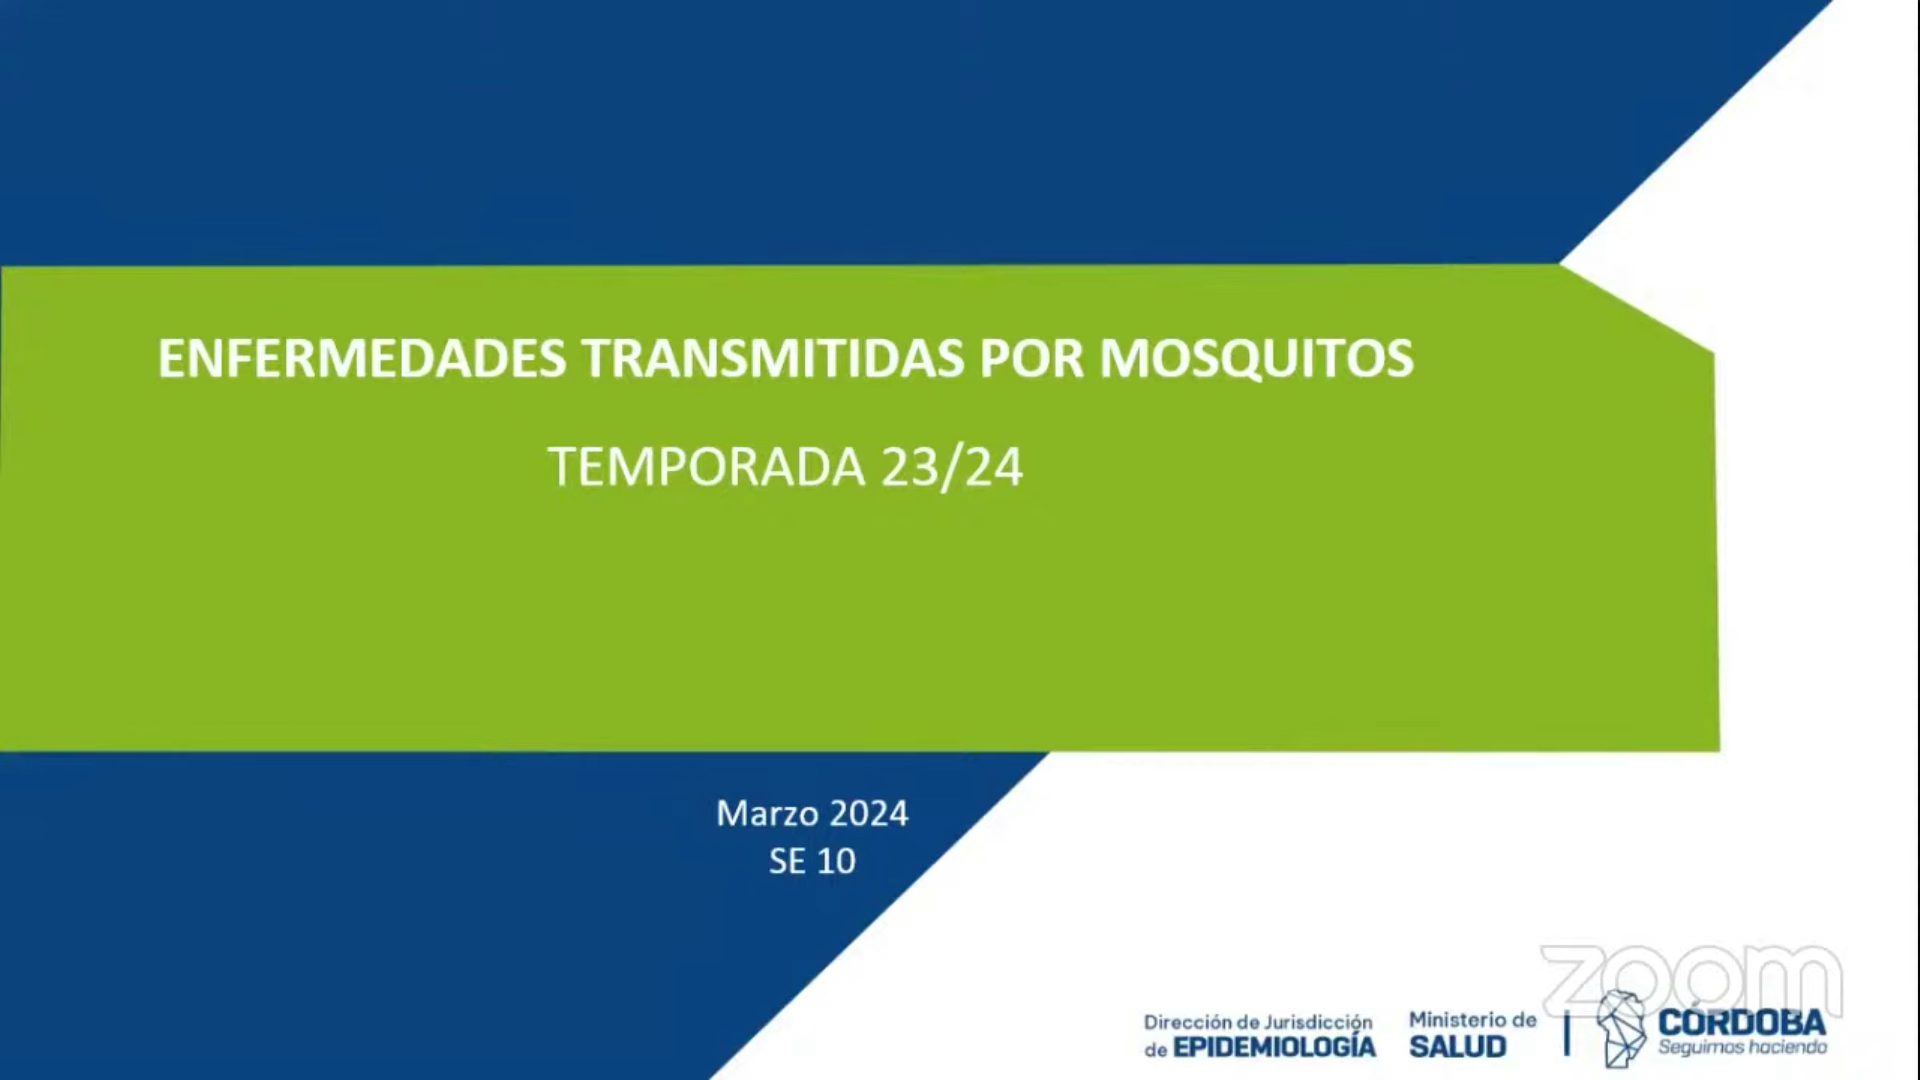 ENFERMEDADES TRANSMITIDAS POR MOSQUITOS
TEMPORADA 23/24
Marzo 2024
SE 10
zoom
Dirección de Jurisdicción
de EPIDEMIOLOGÍA
Ministerio de
SALUD
CÓRDOBA
Seguimos haciendo